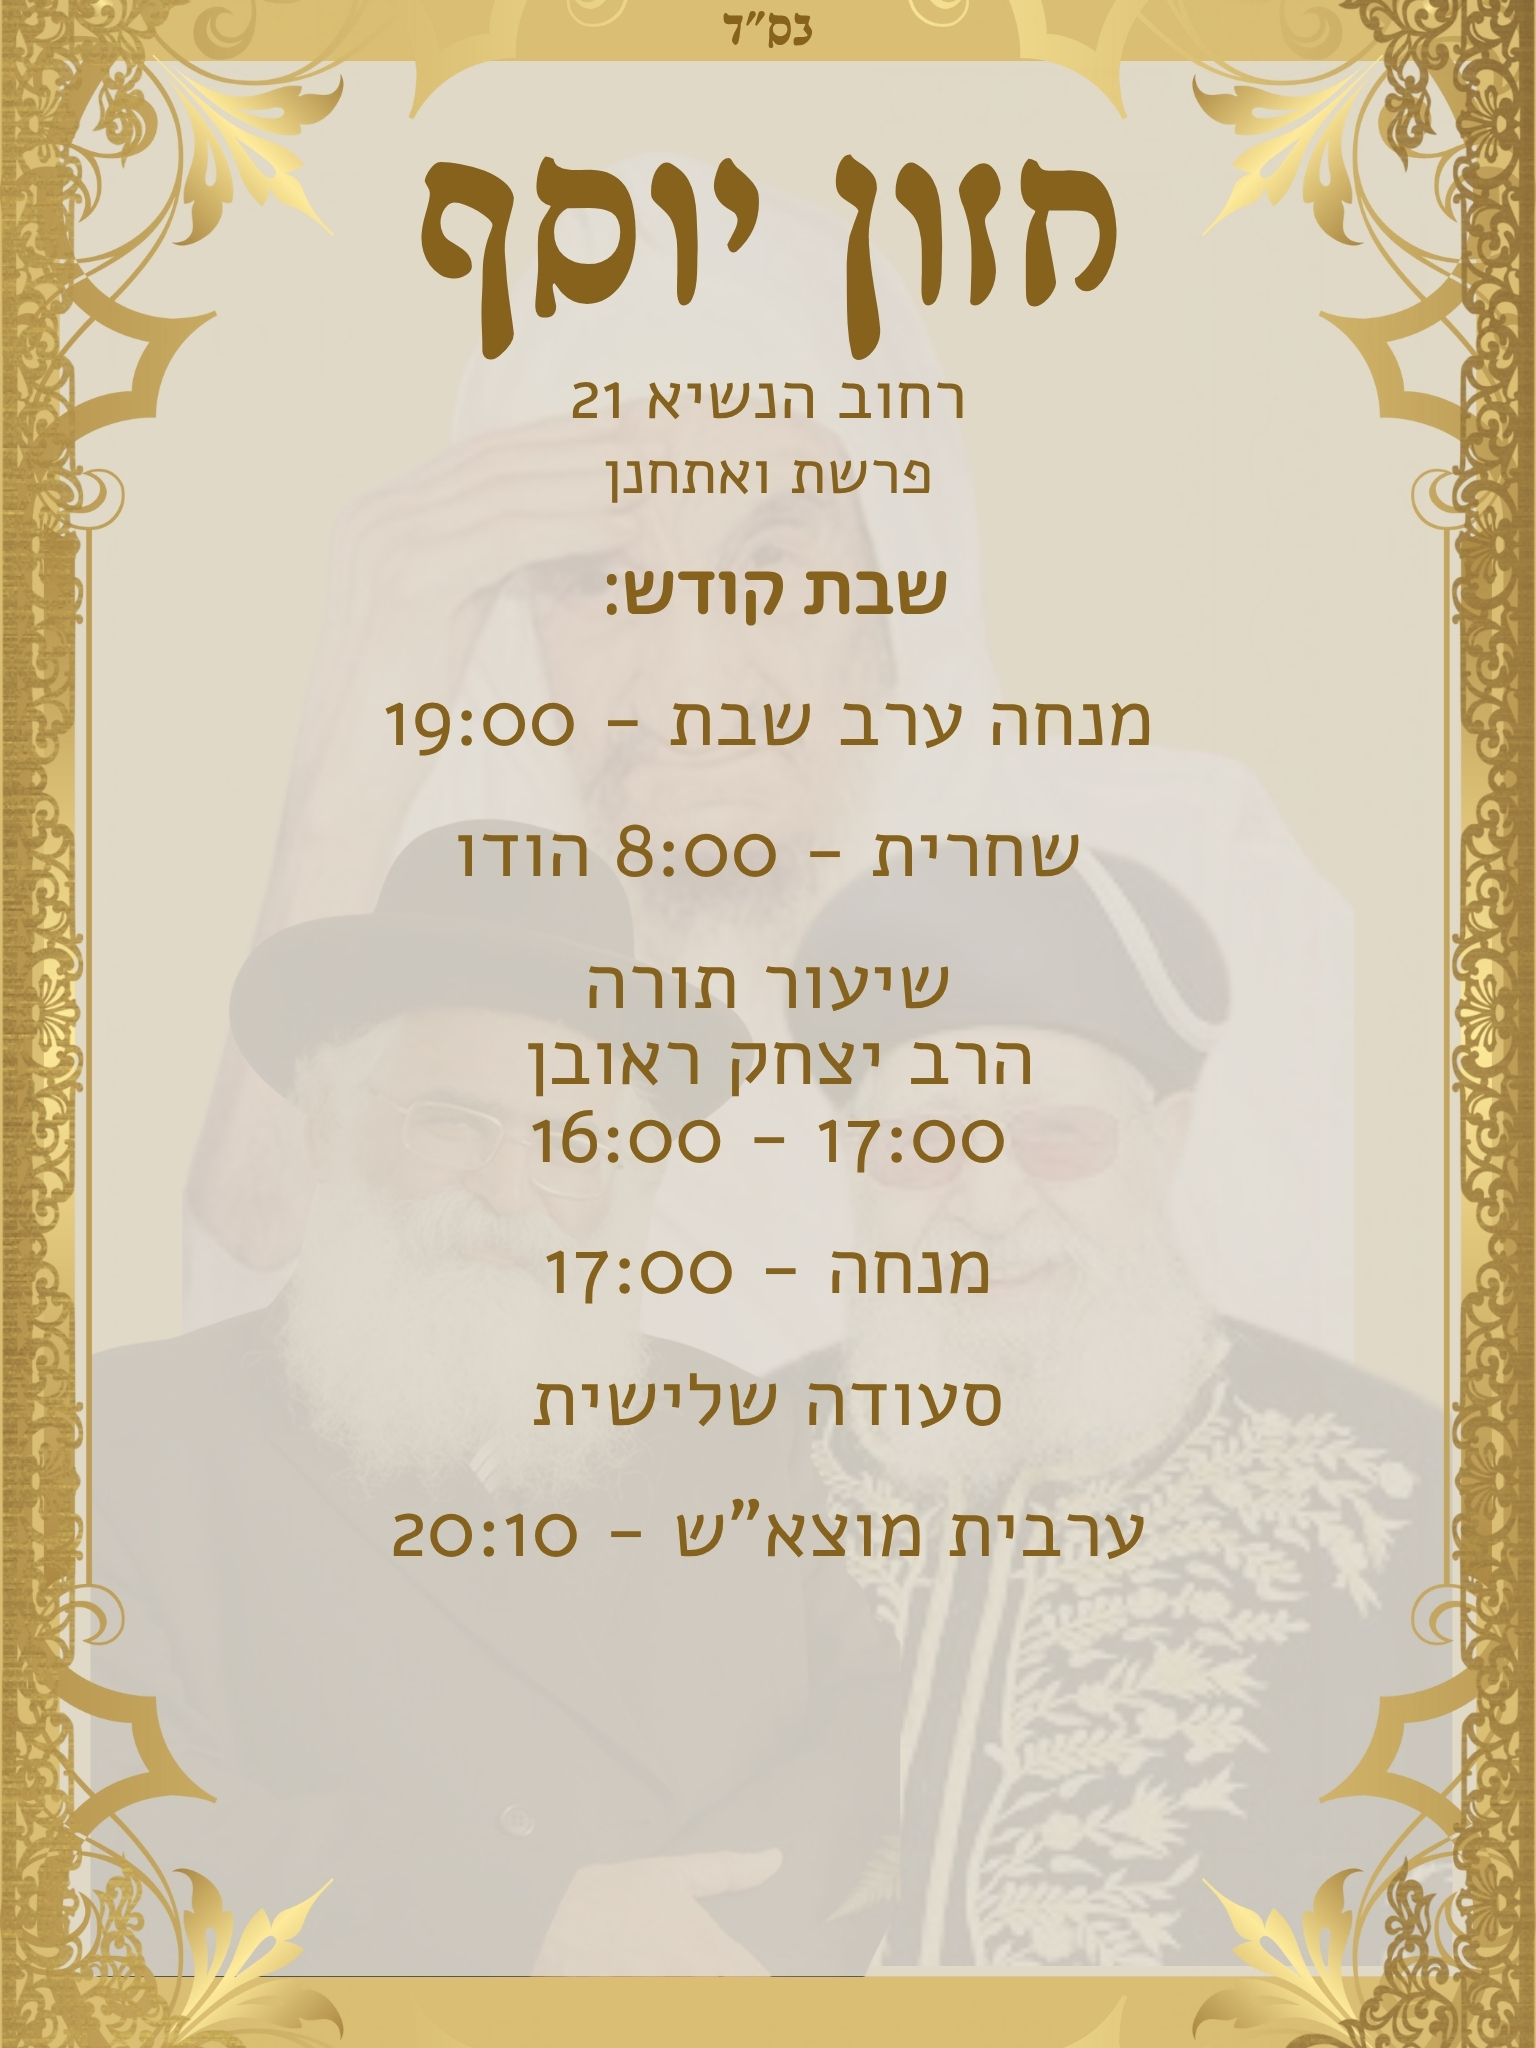 בס״ד
חזון יוסף
רחוב הנשיא 21
פרשת ואתחנן
שבת קודש:
מנחה ערב שבת - 19:00
שחרית - 8:00 הודו
שיעור תורה
הרב יצחק ראובן
16:00 - 17:00
מנחה - 17:00
סעודה שלישית
ערבית מוצא״ש - 20:10